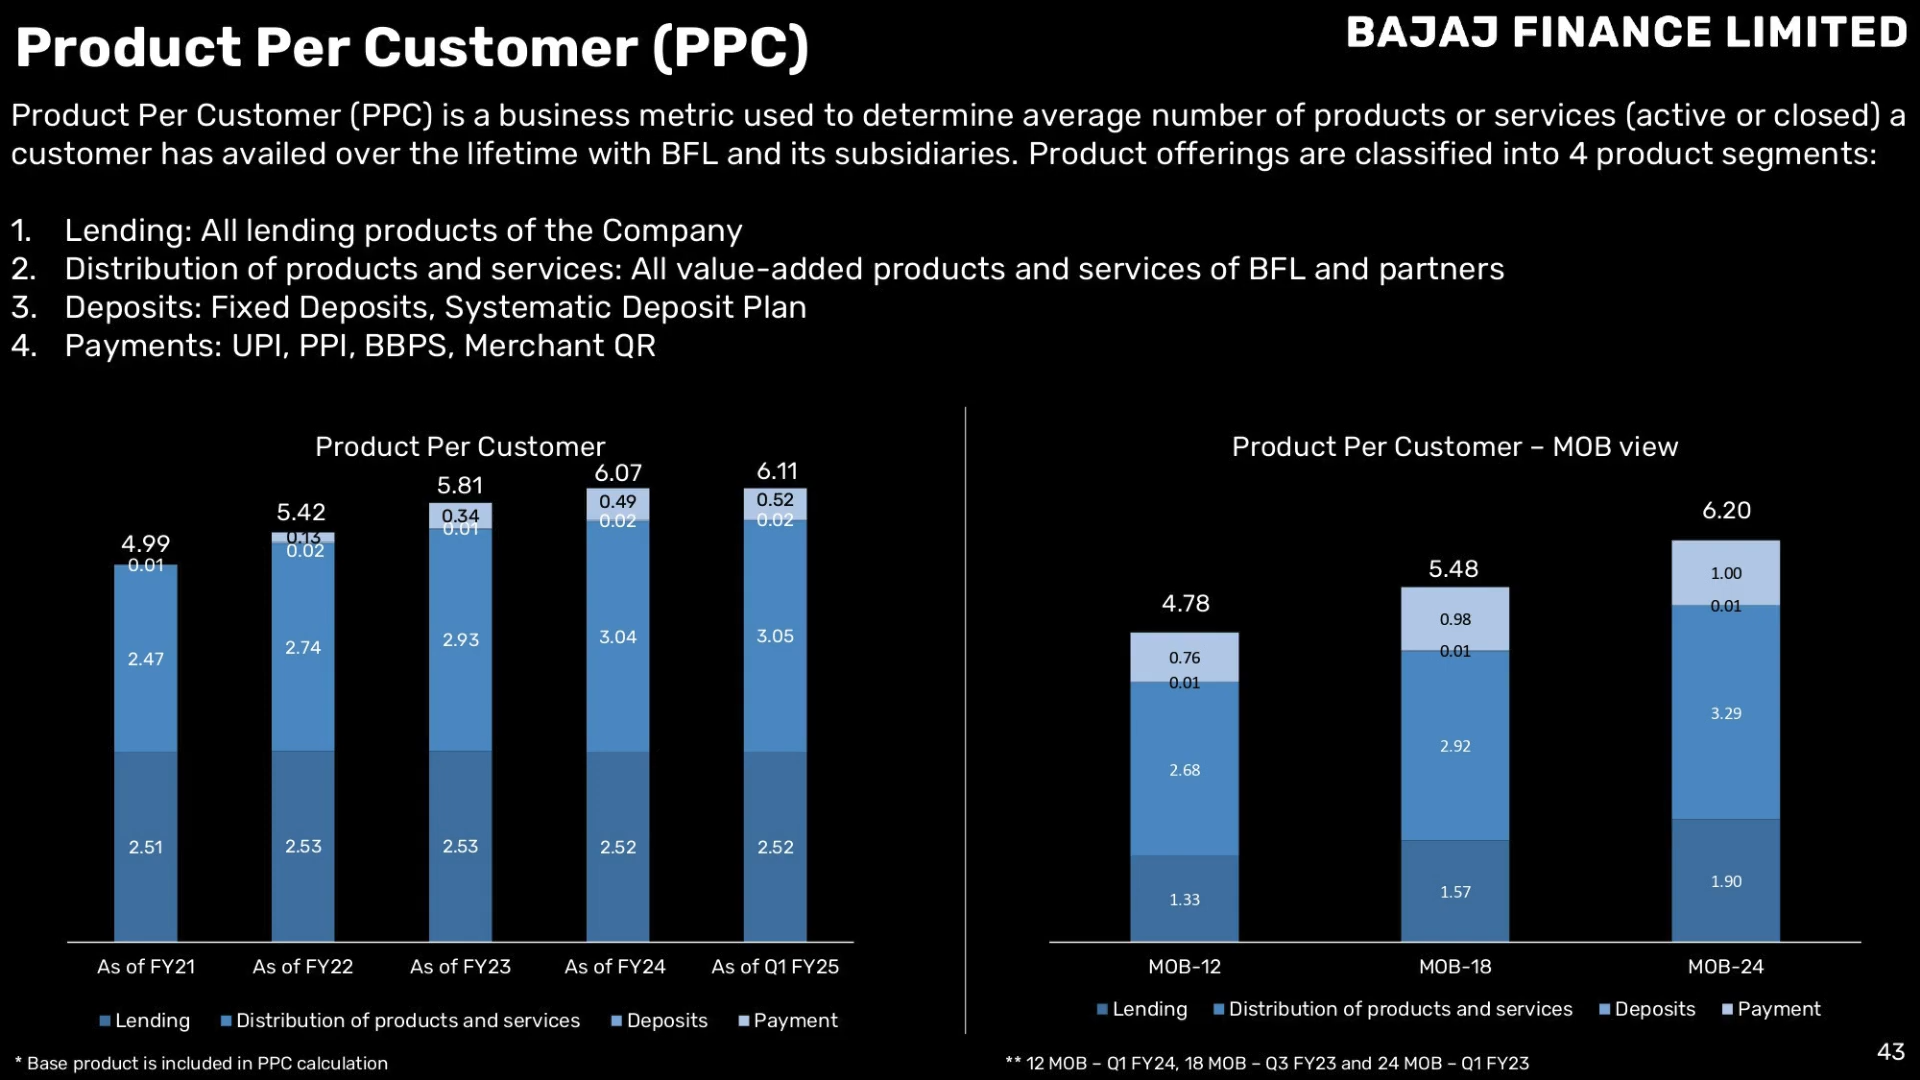 Product Per Customer (PPC)
BAJAJ FINANCE LIMITED
Product Per Customer (PPC) is a business metric used to determine average number of products or services (active or closed) a
customer has availed over the lifetime with BFL and its subsidiaries. Product offerings are classified into 4 product segments:
1. Lending: All lending products of the Company
2. Distribution of products and services: All value-added products and services of BFL and partners
3. Deposits: Fixed Deposits, Systematic Deposit Plan
4. Payments: UPI, PPI, BBPS, Merchant QR
Product Per Customer
4.99 5.42 5.81 6.07 6.11
0.13 0.34 0.49 0.52
0.01 0.02 0.01 0.02 0.02
2.47 2.74 2.93 3.04 3.05
2.51 2.53 2.53 2.52 2.52
As of FY21 As of FY22 As of FY23 As of FY24 As of Q1 FY25
Lending Distribution of products and services Deposits Payment
* Base product is included in PPC calculation
Product Per Customer – MOB view
4.78 5.48 6.20
0.76 0.98 1.00
0.01 0.01 0.01
2.68 2.92 3.29
1.33 1.57 1.90
MOB-12 MOB-18 MOB-24
Lending Distribution of products and services Deposits Payment
** 12 MOB – Q1 FY24, 18 MOB – Q3 FY23 and 24 MOB – Q1 FY23
43